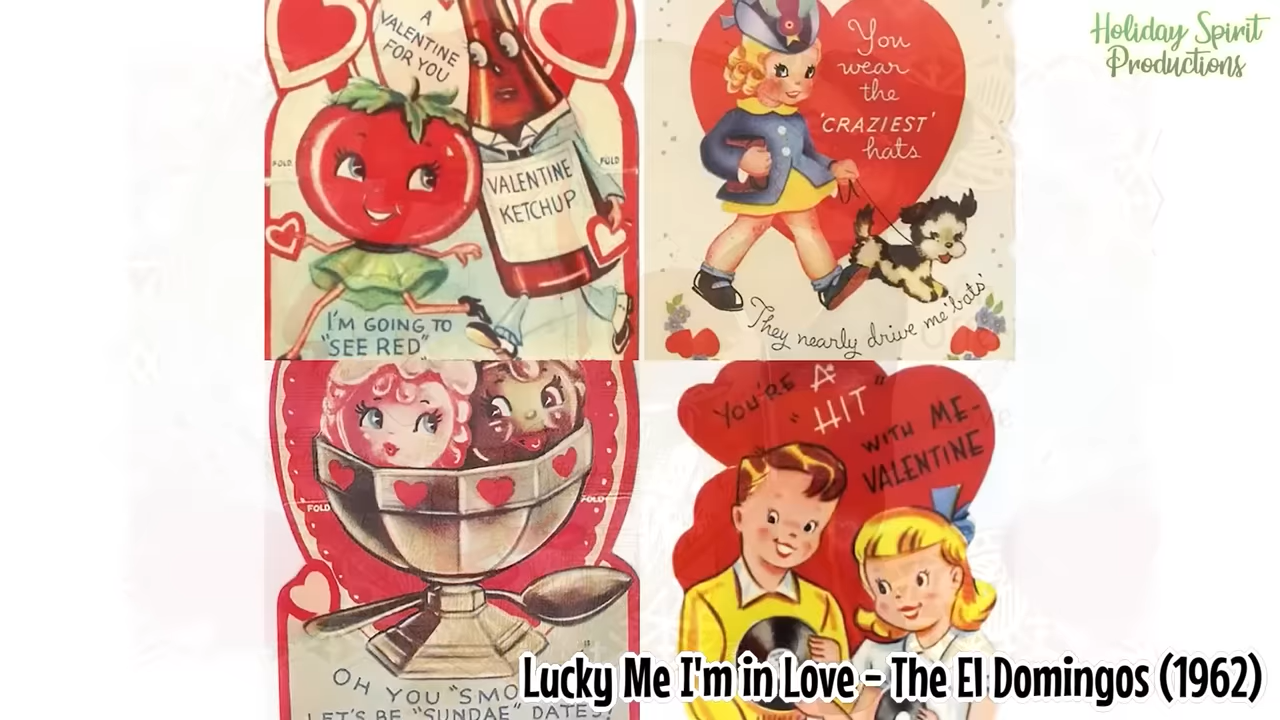 Holiday Spirit
Productions
A
VALENTINE
FOR YOU
FOLD
FOLD
VALENTINE
KETCHUP
I'M GOING TO
"SEE RED"
You
wear
the
'CRAZIEST'
hats
They nearly drive me 'bats'
FOLD
FOLD
OH YOU "SMO
LET'S BE "SUNDAE" DATES!
YOU'RE A
"HIT"
WITH ME-
VALENTINE
Lucky Me I'm in Love - The El Domingos (1962)